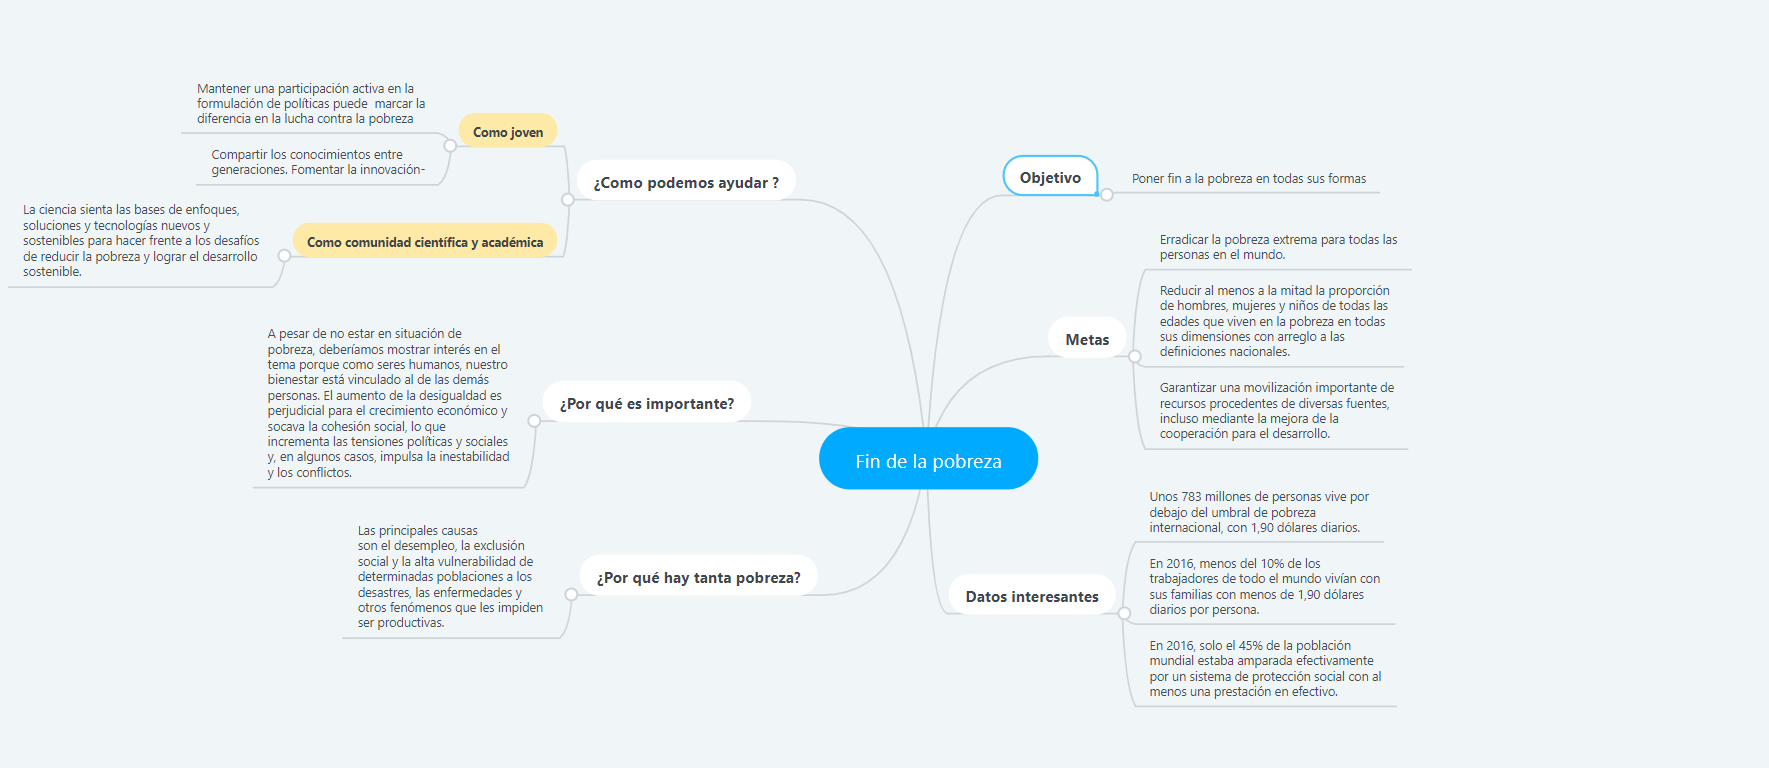 Mantener una participación activa en la
formulación de políticas puede  marcar la
diferencia en la lucha contra la pobreza
Como joven
Compartir los conocimientos entre
generaciones. Fomentar la innovación-
¿Como podemos ayudar ?
La ciencia sienta las bases de enfoques,
soluciones y tecnologías nuevos y
sostenibles para hacer frente a los desafíos
de reducir la pobreza y lograr el desarrollo
sostenible.
Como comunidad científica y académica
A pesar de no estar en situación de
pobreza, deberíamos mostrar interés en el
tema porque como seres humanos, nuestro
bienestar está vinculado al de las demás
personas. El aumento de la desigualdad es
perjudicial para el crecimiento económico y
socava la cohesión social, lo que
incrementa las tensiones políticas y sociales
y, en algunos casos, impulsa la inestabilidad
y los conflictos.
¿Por qué es importante?
Las principales causas
son el desempleo, la exclusión
social y la alta vulnerabilidad de
determinadas poblaciones a los
desastres, las enfermedades y
otros fenómenos que les impiden
ser productivas.
¿Por qué hay tanta pobreza?
Fin de la pobreza
Objetivo
Poner fin a la pobreza en todas sus formas
Metas
Erradicar la pobreza extrema para todas las
personas en el mundo.
Reducir al menos a la mitad la proporción
de hombres, mujeres y niños de todas las
edades que viven en la pobreza en todas
sus dimensiones con arreglo a las
definiciones nacionales.
Garantizar una movilización importante de
recursos procedentes de diversas fuentes,
incluso mediante la mejora de la
cooperación para el desarrollo.
Datos interesantes
Unos 783 millones de personas vive por
debajo del umbral de pobreza
internacional, con 1,90 dólares diarios.
En 2016, menos del 10% de los
trabajadores de todo el mundo vivían con
sus familias con menos de 1,90 dólares
diarios por persona.
En 2016, solo el 45% de la población
mundial estaba amparada efectivamente
por un sistema de protección social con al
menos una prestación en efectivo.